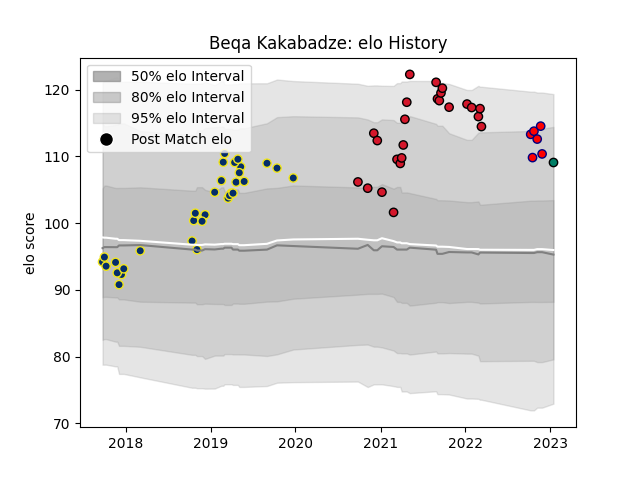 Beqa Kakabadze: elo History
50% elo Interval
80% elo Interval
95% elo Interval
Post Match elo
elo score
120
110
100
90
80
70
2018 2019 2020 2021 2022 2023